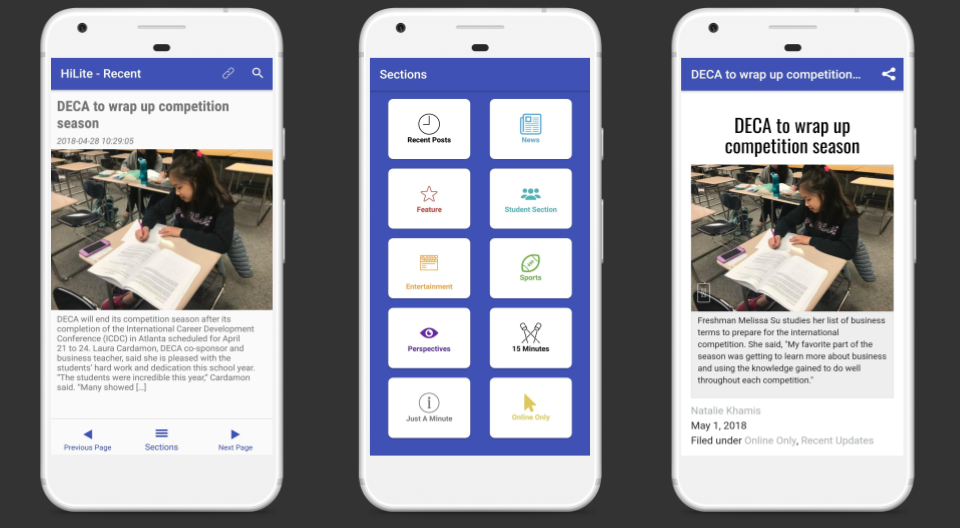 HiLite - Recent
DECA to wrap up competition
season
2018-04-28 10:29:05
DECA will end its competition season after its
completion of the International Career Development
Conference (ICDC) in Atlanta scheduled for April
21 to 24. Laura Cardamon, DECA co-sponsor and
business teacher, said she is pleased with the
students' hard work and dedication this school year.
"The students were incredible this year," Cardamon
said. "Many showed [...]
Previous Page
Sections
Next Page
Sections
Recent Posts
News
Feature
Student Section
Entertainment
Sports
Perspectives
15 Minutes
Just A Minute
Online Only
DECA to wrap up competition...
DECA to wrap up
competition season
Freshman Melissa Su studies her list of business
terms to prepare for the international
competition. She said, "My favorite part of the
season was getting to learn more about business
and using the knowledge gained to do well
throughout each competition."
Natalie Khamis
May 1, 2018
Filed under Online Only, Recent Updates